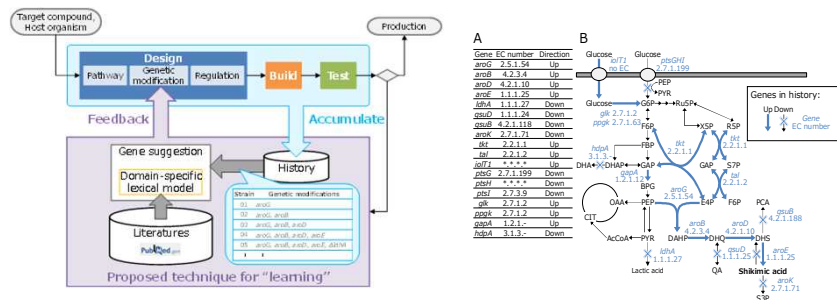 Target compound,
Host organism
Production
Design
Pathway
Genetic
modification
Regulation
Build
Test
Feedback
Accumulate
Gene suggestion
Domain-specific
lexical model
History
Literatures
PubMed.gov
Strain Genetic modifications
01 aroG
02 aroG, aroB
03 aroG, aroB, aroD
04 aroG, aroB, aroD, aroE
05 aroG, aroB, aroD, aroE, ΔldhA
Proposed technique for "learning"
A
Gene EC number Direction
aroG 2.5.1.54 Up
aroB 4.2.3.4 Up
aroD 4.2.1.10 Up
aroE 1.1.1.25 Up
ldhA 1.1.1.27 Down
qsuD 1.1.1.24 Down
qsuB 4.2.1.118 Down
aroK 2.7.1.71 Down
tkt 2.2.1.1 Up
tal 2.2.1.2 Up
iolT1 *.*.*.* Up
ptsG 2.7.1.199 Down
ptsH *.*.*.* Down
ptsI 2.7.3.9 Down
glk 2.7.1.2 Up
ppgk 2.7.1.2 Up
gapA 1.2.1.- Up
hdpA 3.1.3.- Down
B
Glucose
iolT1
no EC
Glucose
ptsGHI
2.7.1.199
PEP
PYR
Glucose
G6P
Ru5P
glk 2.7.1.2
ppgk 2.7.1.63
F6P
X5P
R5P
FBP
tkt
2.2.1.1
tkt
2.2.1.1
hdpA
3.1.3.-
DHA
DHAP
GAP
GAP
S7P
gapA
1.2.1.12
BPG
tal
2.2.1.2
aroG
2.5.1.54
OAA
PEP
E4P
F6P
PCA
CIT
aroB
4.2.3.4
aroD
4.2.1.10
qsuB
4.2.1.188
AcCoA
PYR
DAHP
DHQ
DHS
ldhA
1.1.1.27
qsuD
1.1.1.25
aroE
1.1.1.25
Lactic acid
QA
Shikimic acid
aroK
2.7.1.71
S3P
Genes in history:
Up Down
Gene
EC number